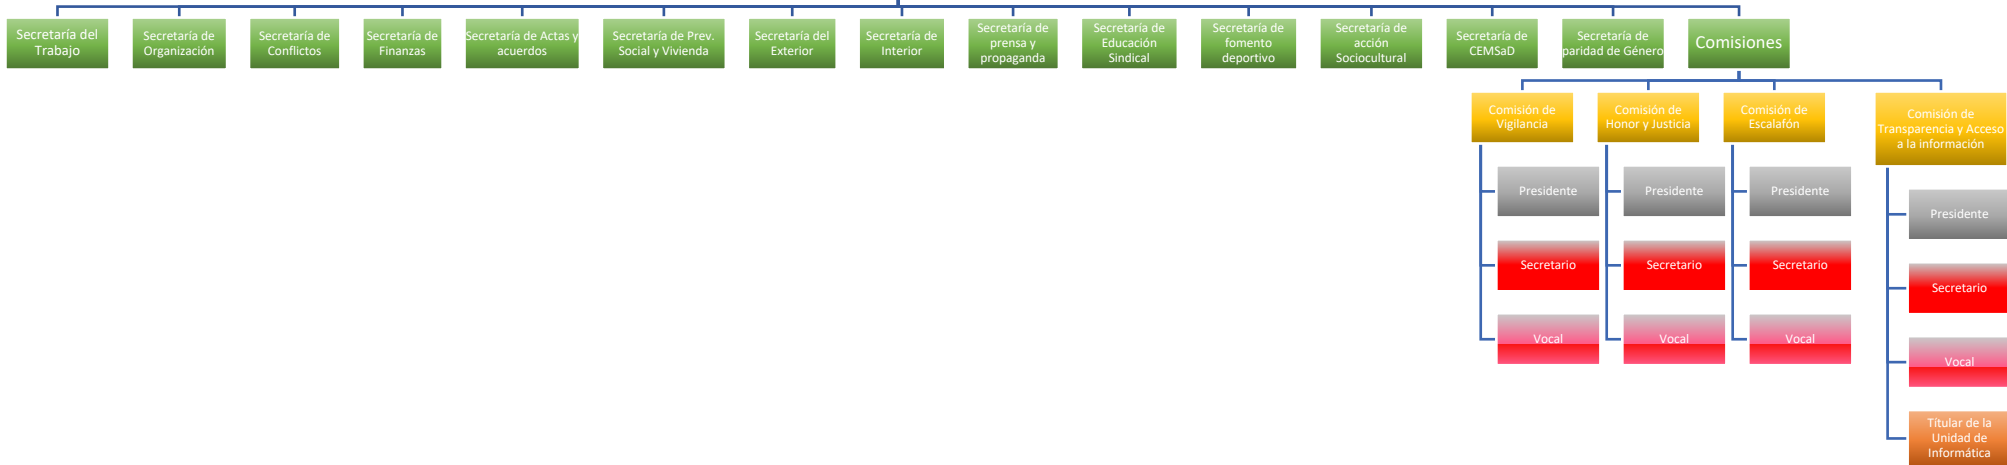 Secretaría del
Trabajo
Secretaría de
Organización
Secretaría de
Conflictos
Secretaría de
Finanzas
Secretaría de Actas y
acuerdos
Secretaría de Prev.
Social y Vivienda
Secretaría del
Exterior
Secretaría de
Interior
Secretaría de
prensa y
propaganda
Secretaría de
Educación
Sindical
Secretaría de
fomento
deportivo
Secretaría de
acción
Sociocultural
Secretaría de
CEMSaD
Secretaría de
paridad de Género
Comisiones
Comisión de
Vigilancia
Comisión de
Honor y Justicia
Comisión de
Escalafón
Comisión de
Transparencia y Acceso
a la información
Presidente
Presidente
Presidente
Presidente
Secretario
Secretario
Secretario
Secretario
Vocal
Vocal
Vocal
Vocal
Títular de la
Unidad de
Informática